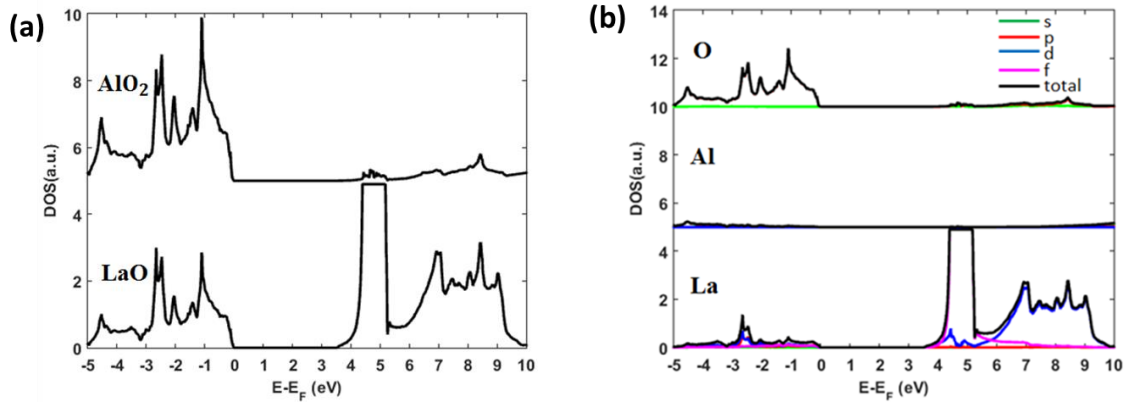 (a)
10
8
6
4
2
0
DOS(a.u.)
AlO2
LaO
-5 -4 -3 -2 -1 0 1 2 3 4 5 6 7 8 9 10
E-EF (eV)
(b)
14
12
10
8
6
4
2
0
DOS(a.u.)
O
Al
La
s
p
d
f
total
-5 -4 -3 -2 -1 0 1 2 3 4 5 6 7 8 9 10
E-EF (eV)